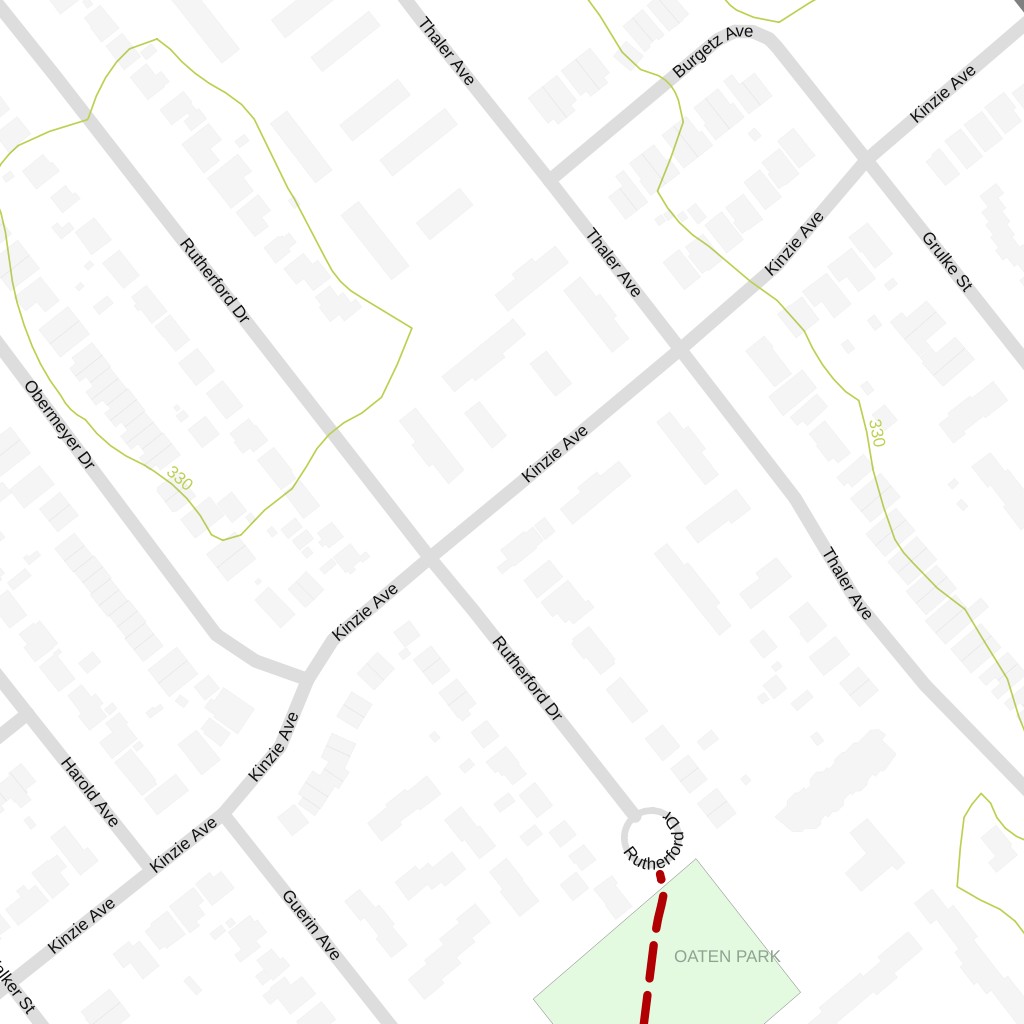 Thaler Ave
Burgetz Ave
Kinzie Ave
Kinzie Ave
Grulke St
Rutherford Dr
Thaler Ave
Obermeyer Dr
Kinzie Ave
330
330
Thaler Ave
Kinzie Ave
Rutherford Dr
Kinzie Ave
Harold Ave
Kinzie Ave
Rutherford Dr
Guerin Ave
Kinzie Ave
OATEN PARK
St